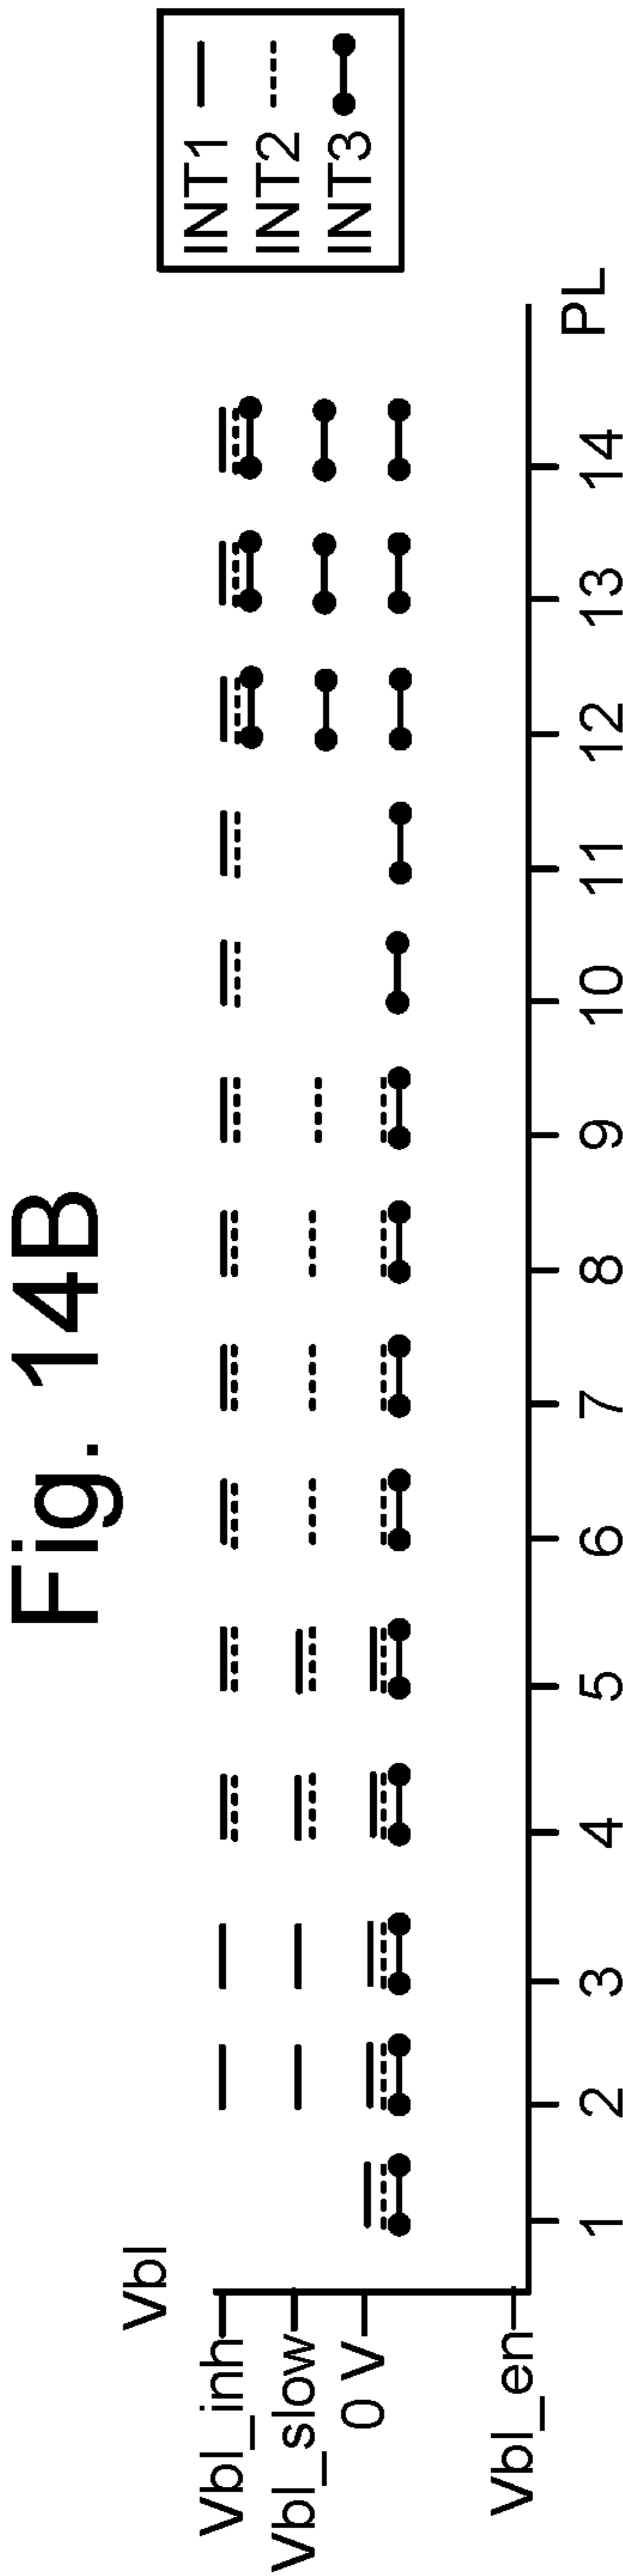 Fig. 14B
INT1
INT2
INT3
Vbl
Vbl_inh
Vbl_slow
0 V
Vbl_en
1 2 3 4 5 6 7 8 9 10 11 12 13 14 PL